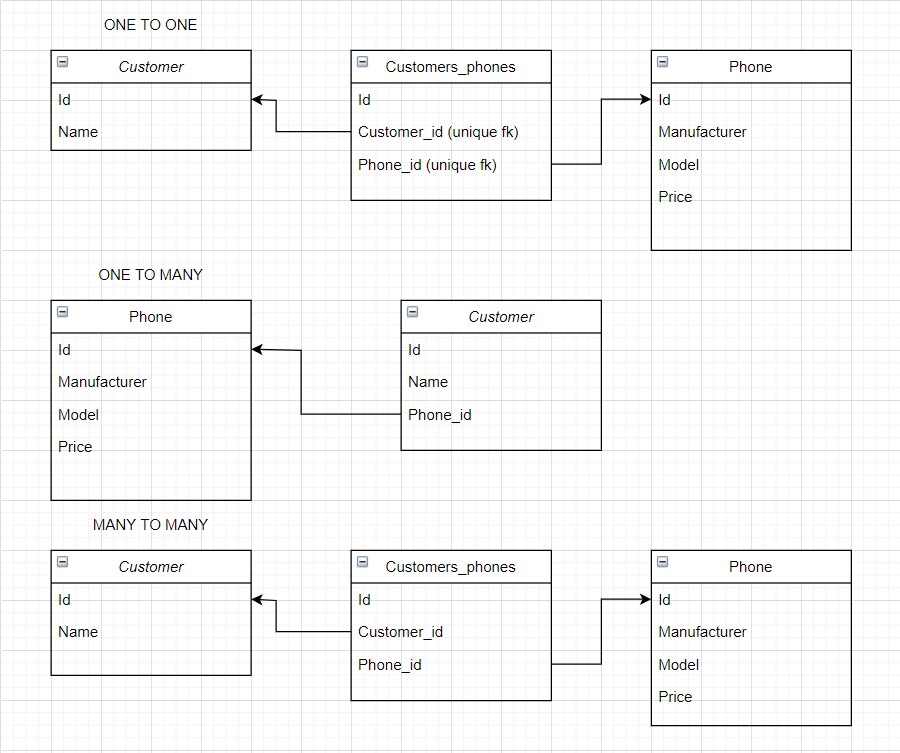 ONE TO ONE
Customer
Id
Name
Customers_phones
Id
Customer_id (unique fk)
Phone_id (unique fk)
Phone
Id
Manufacturer
Model
Price
ONE TO MANY
Phone
Id
Manufacturer
Model
Price
Customer
Id
Name
Phone_id
MANY TO MANY
Customer
Id
Name
Customers_phones
Id
Customer_id
Phone_id
Phone
Id
Manufacturer
Model
Price